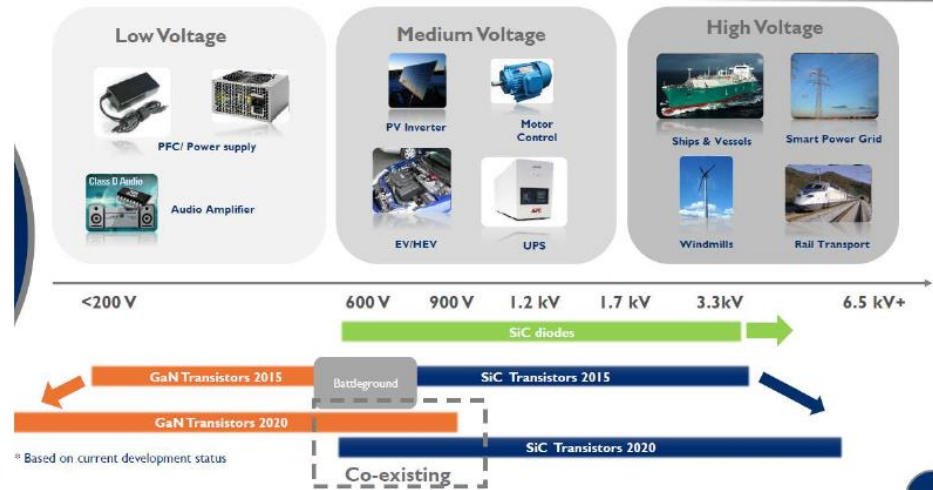 Low Voltage
Medium Voltage
High Voltage
PFC/ Power supply
Class D Audio
Audio Amplifier
PV Inverter
Motor
Control
EV/HEV
UPS
APC
Ships & Vessels
Smart Power Grid
Windmills
Rail Transport
<200 V
600 V
900 V
1.2 kV
1.7 kV
3.3kV
6.5 kV+
SiC diodes
GaN Transistors 2015
Battleground
SiC Transistors 2015
GaN Transistors 2020
SiC Transistors 2020
* Based on current development status
Co-existing